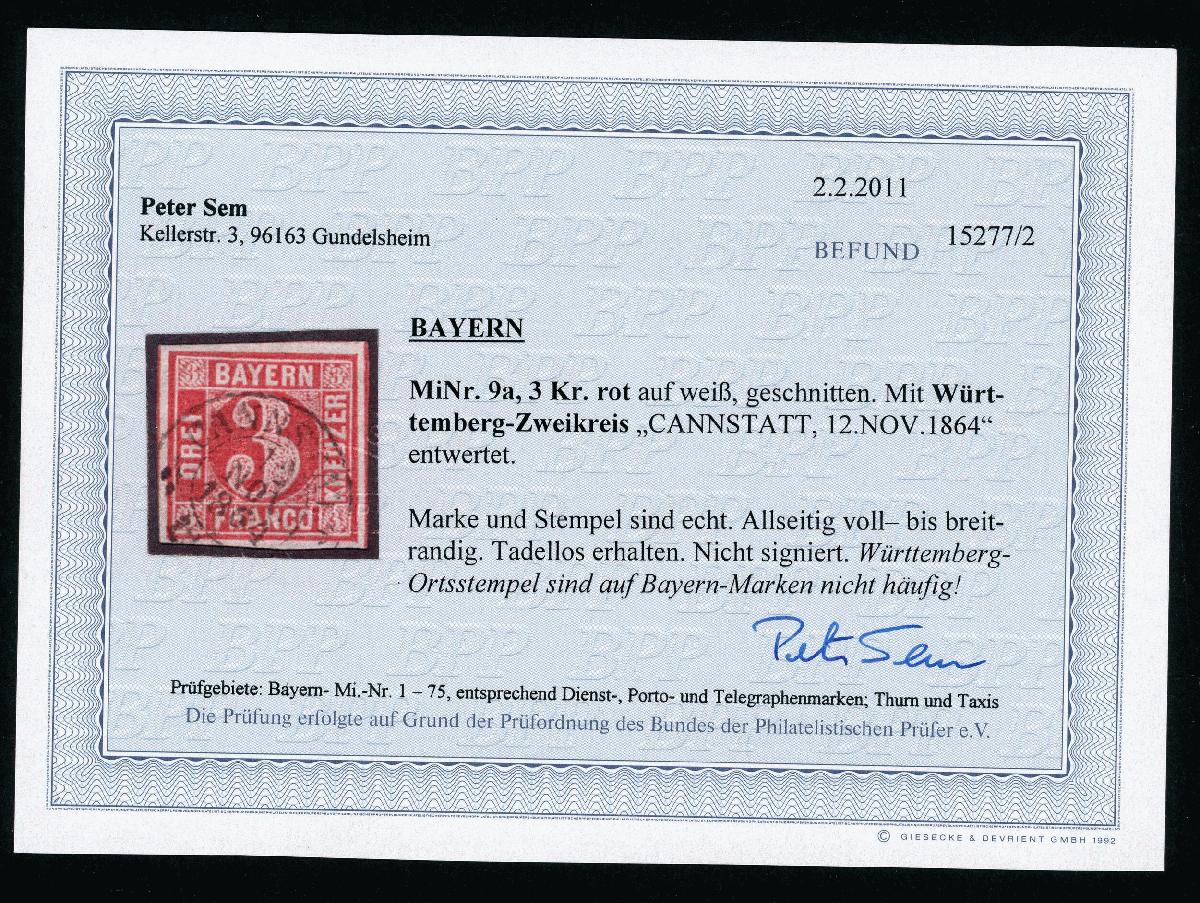 Peter Sem
Kellerstr. 3, 96163 Gundelsheim
2.2.2011
BEFUND 15277/2
BAYERN
MiNr. 9a, 3 Kr. rot auf weiß, geschnitten. Mit Würt-
temberg-Zweikreis „CANNSTATT, 12.NOV.1864“
entwertet.
Marke und Stempel sind echt. Allseitig voll– bis breit-
randig. Tadellos erhalten. Nicht signiert. Württemberg-
Ortsstempel sind auf Bayern-Marken nicht häufig!
BAYERN
DREI
3
KREUZER
FRANCO
Peter Sem
Prüfgebiete: Bayern- Mi.-Nr. 1 – 75, entsprechend Dienst-, Porto- und Telegraphenmarken; Thurn und Taxis
Die Prüfung erfolgte auf Grund der Prüfordnung des Bundes der Philatelistischen Prüfer e.V.
© GIESECKE & DEVRIENT GMBH 1992